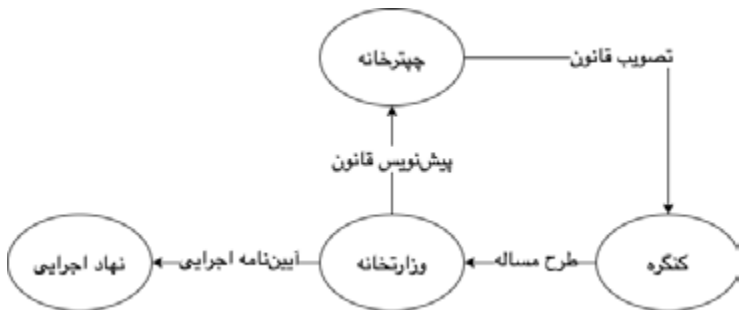 چپترخانه
تصویب قانون
پیش‌نویس قانون
کنگره
طرح مساله
وزارتخانه
آیین‌نامه اجرایی
نهاد اجرایی